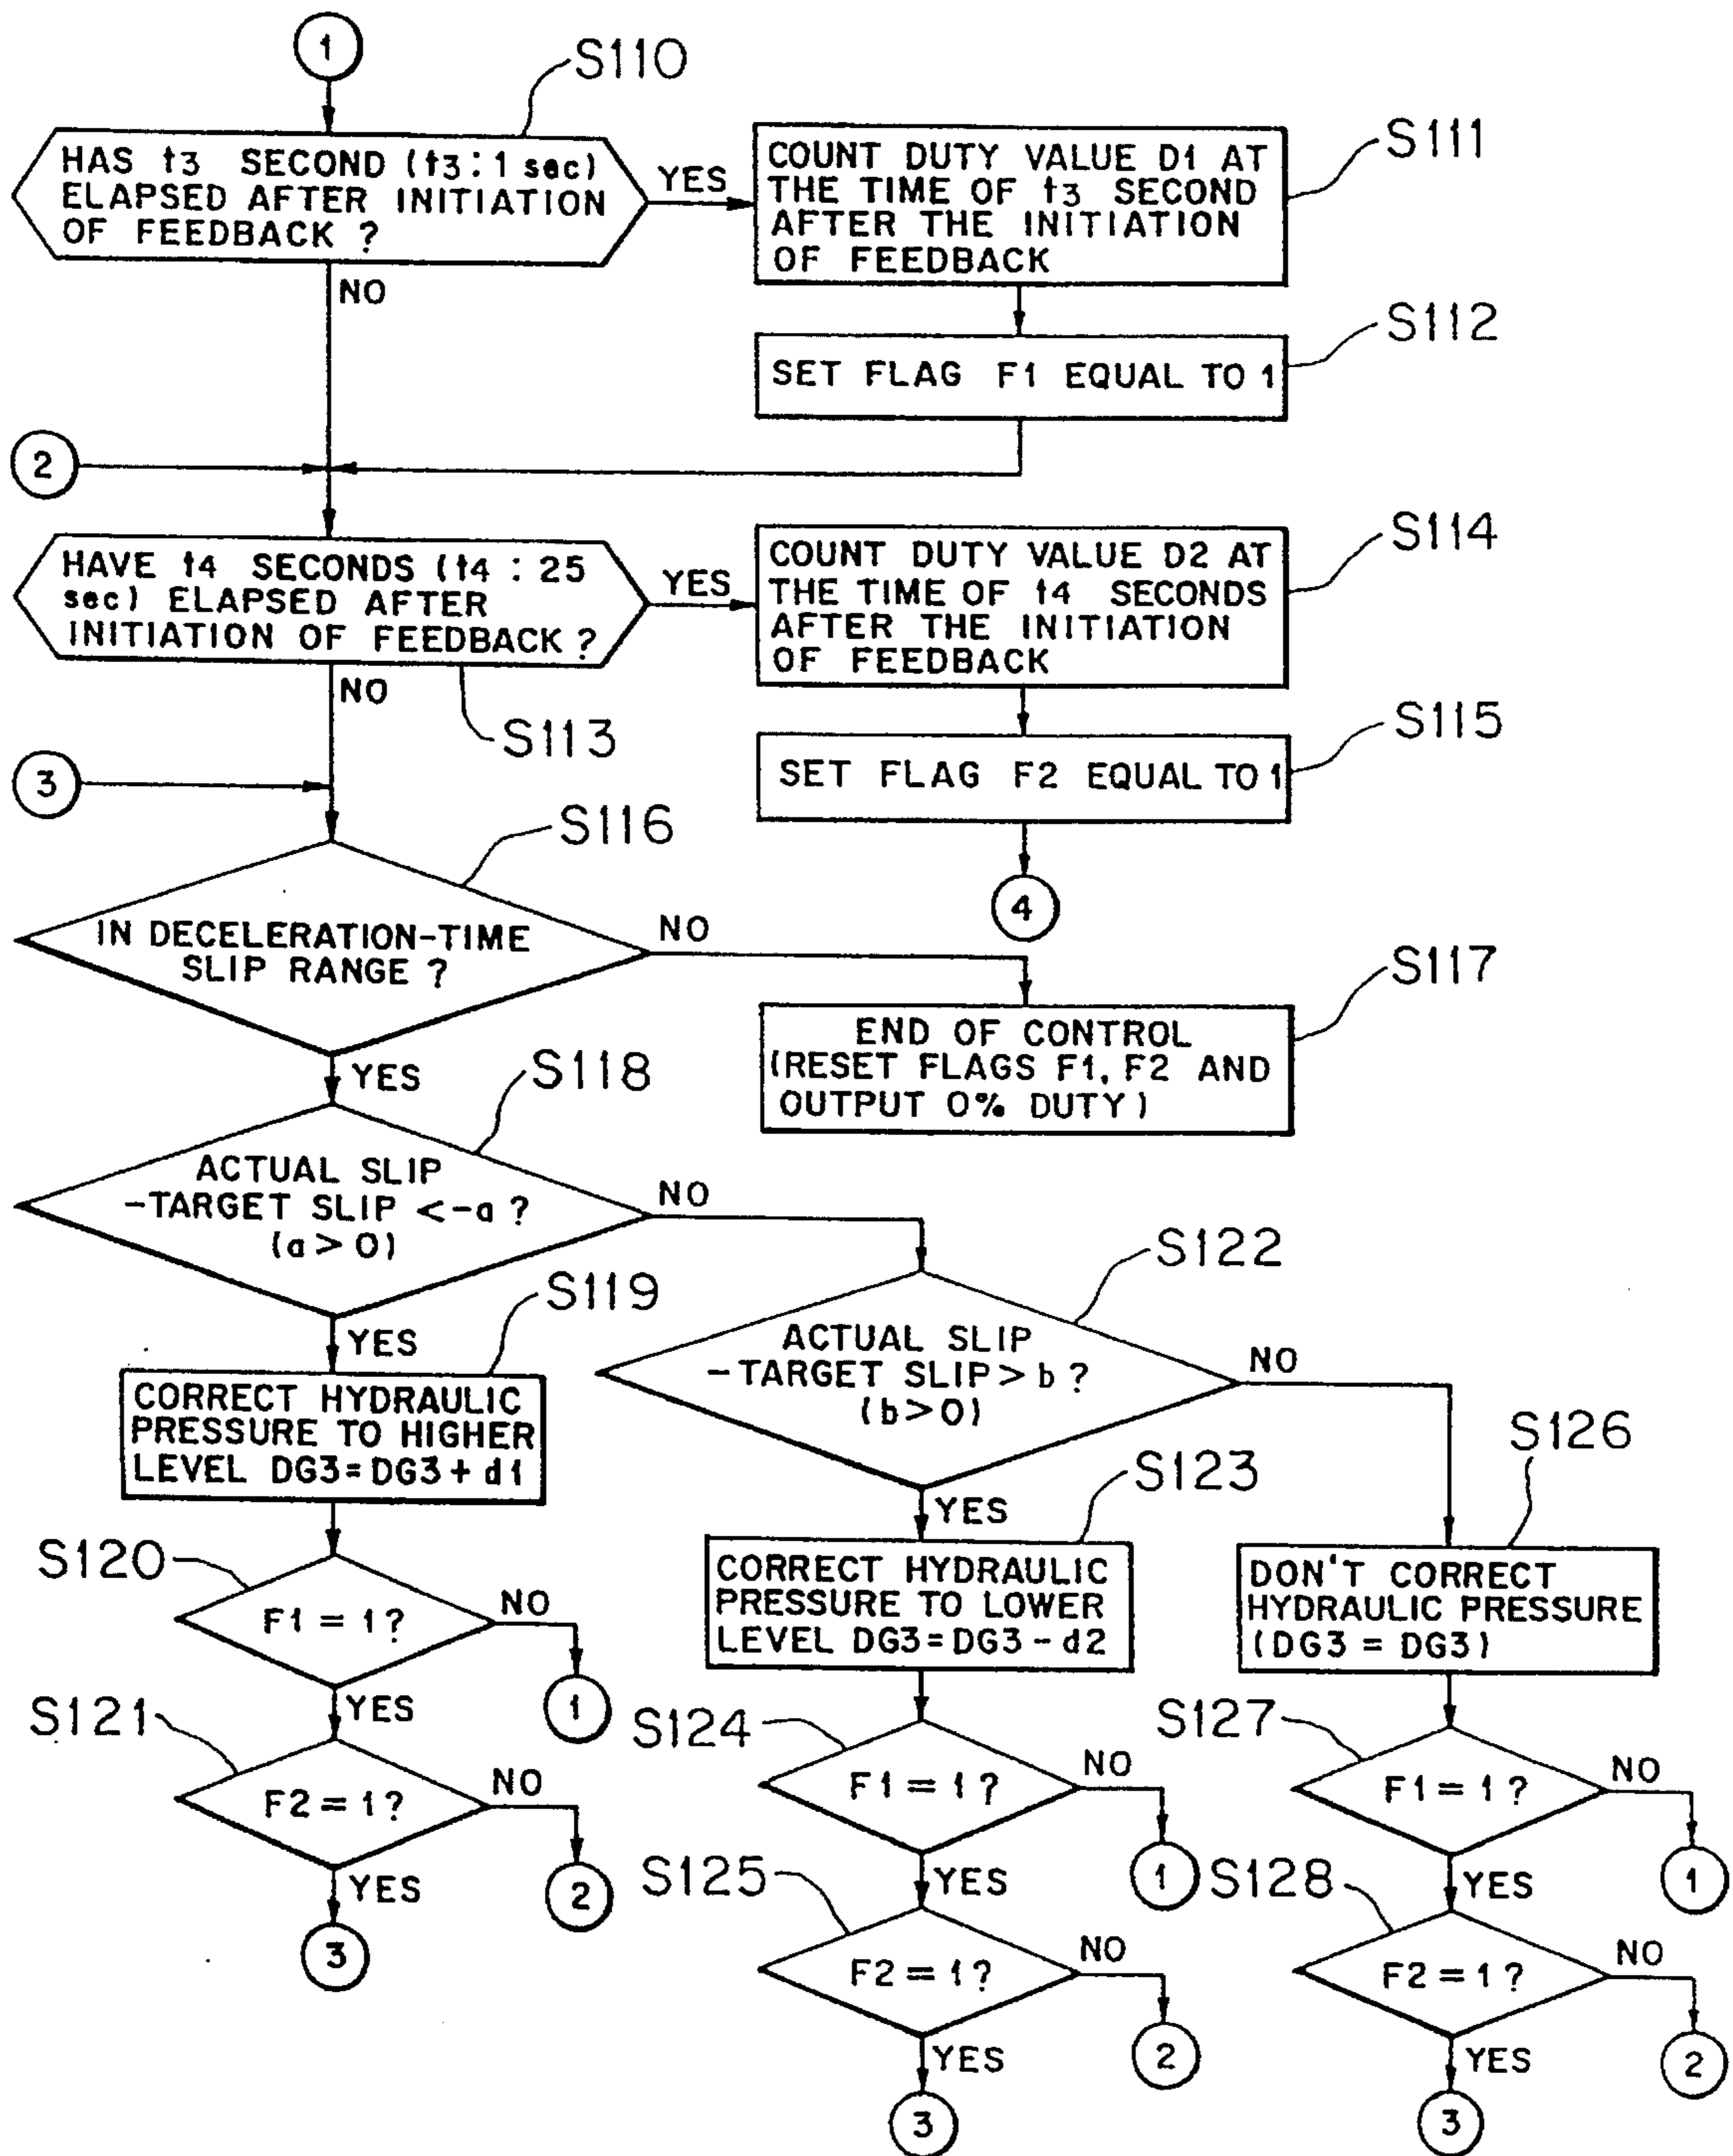 1
S110
HAS t3 SECOND (t3:1 sec)
ELAPSED AFTER INITIATION
OF FEEDBACK ?
YES
NO
S111
COUNT DUTY VALUE D1 AT
THE TIME OF t3 SECOND
AFTER THE INITIATION
OF FEEDBACK
S112
SET FLAG F1 EQUAL TO 1
2
HAVE t4 SECONDS (t4 : 25
sec) ELAPSED AFTER
INITIATION OF FEEDBACK ?
YES
NO
S113
S114
COUNT DUTY VALUE D2 AT
THE TIME OF t4 SECONDS
AFTER THE INITIATION
OF FEEDBACK
S115
SET FLAG F2 EQUAL TO 1
4
3
S116
IN DECELERATION-TIME
SLIP RANGE ?
NO
YES
S117
END OF CONTROL
(RESET FLAGS F1, F2 AND
OUTPUT 0% DUTY)
S118
ACTUAL SLIP
-TARGET SLIP <-a ?
(a > 0)
NO
YES
S119
CORRECT HYDRAULIC
PRESSURE TO HIGHER
LEVEL DG3=DG3+d1
S120
F1 = 1 ?
NO
1
YES
S121
F2 = 1 ?
NO
2
YES
3
S122
ACTUAL SLIP
-TARGET SLIP > b ?
(b > 0)
NO
YES
S123
CORRECT HYDRAULIC
PRESSURE TO LOWER
LEVEL DG3=DG3-d2
S124
F1 = 1 ?
NO
1
YES
S125
F2 = 1 ?
NO
2
YES
3
S126
DON'T CORRECT
HYDRAULIC PRESSURE
(DG3 = DG3)
S127
F1 = 1 ?
NO
1
YES
S128
F2 = 1 ?
NO
2
YES
3